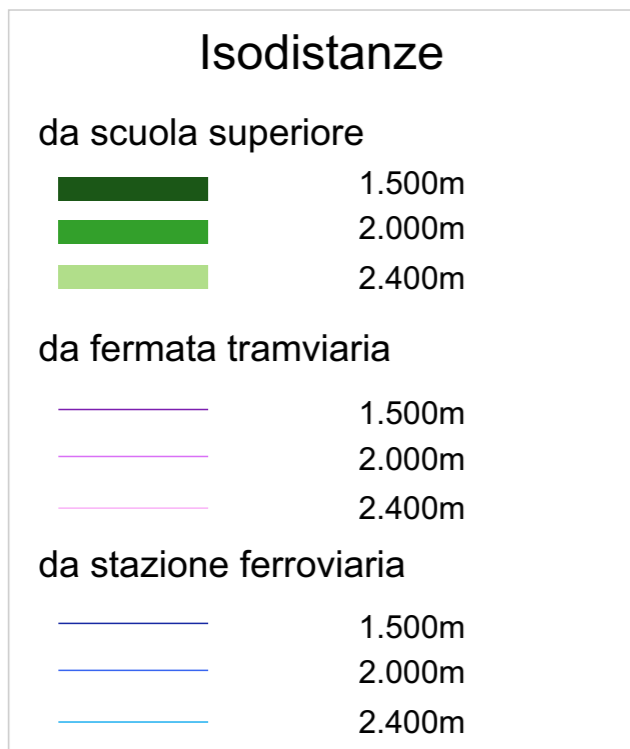 Isodistanze
da scuola superiore
1.500m
2.000m
2.400m
da fermata tramviaria
1.500m
2.000m
2.400m
da stazione ferroviaria
1.500m
2.000m
2.400m